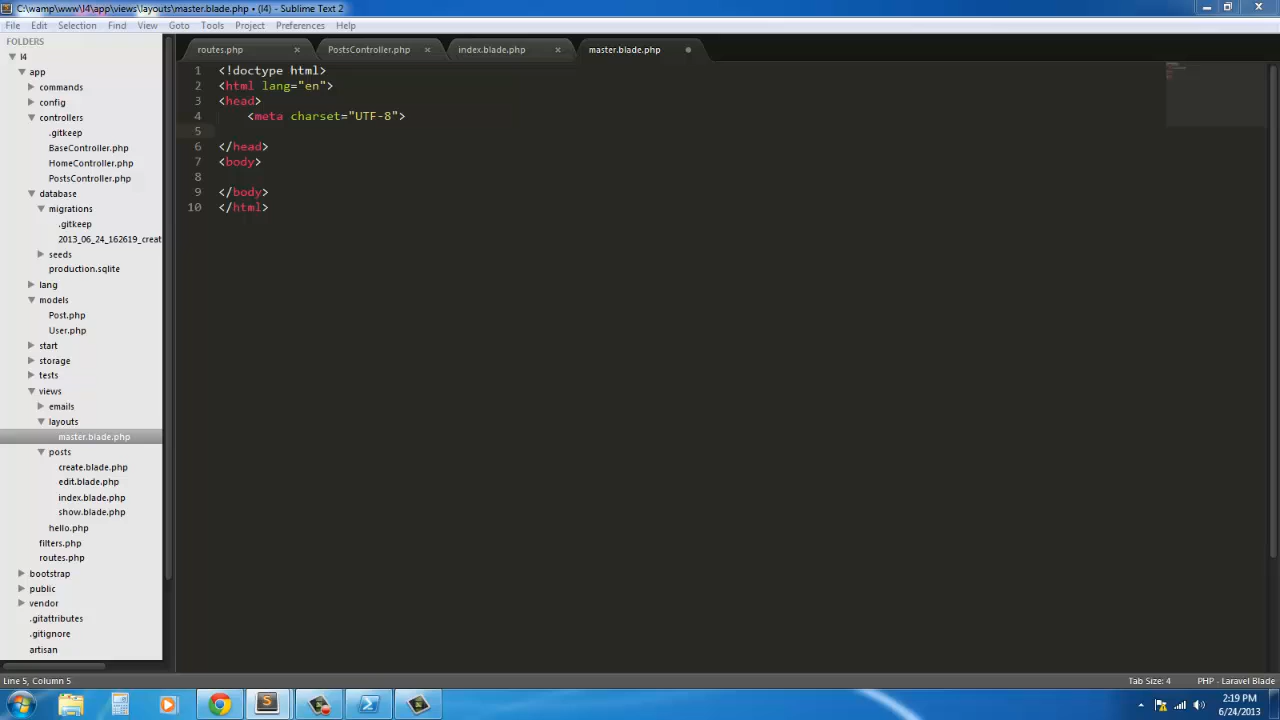 C:\wamp\www\l4\app\views\layouts\master.blade.php • (l4) - Sublime Text 2
File Edit Selection Find View Goto Tools Project Preferences Help
FOLDERS
l4
app
commands
config
controllers
.gitkeep
BaseController.php
HomeController.php
PostsController.php
database
migrations
.gitkeep
2013_06_24_162619_creat
seeds
production.sqlite
lang
models
Post.php
User.php
start
storage
tests
views
emails
layouts
master.blade.php
posts
create.blade.php
edit.blade.php
index.blade.php
show.blade.php
hello.php
filters.php
routes.php
bootstrap
public
vendor
.gitattributes
.gitignore
artisan
routes.php PostsController.php index.blade.php master.blade.php
1 <!doctype html>
2 <html lang="en">
3 <head>
4 <meta charset="UTF-8">
5
6 </head>
7 <body>
8
9 </body>
10 </html>
Line 5, Column 5 Tab Size: 4 PHP - Laravel Blade
2:19 PM
6/24/2013